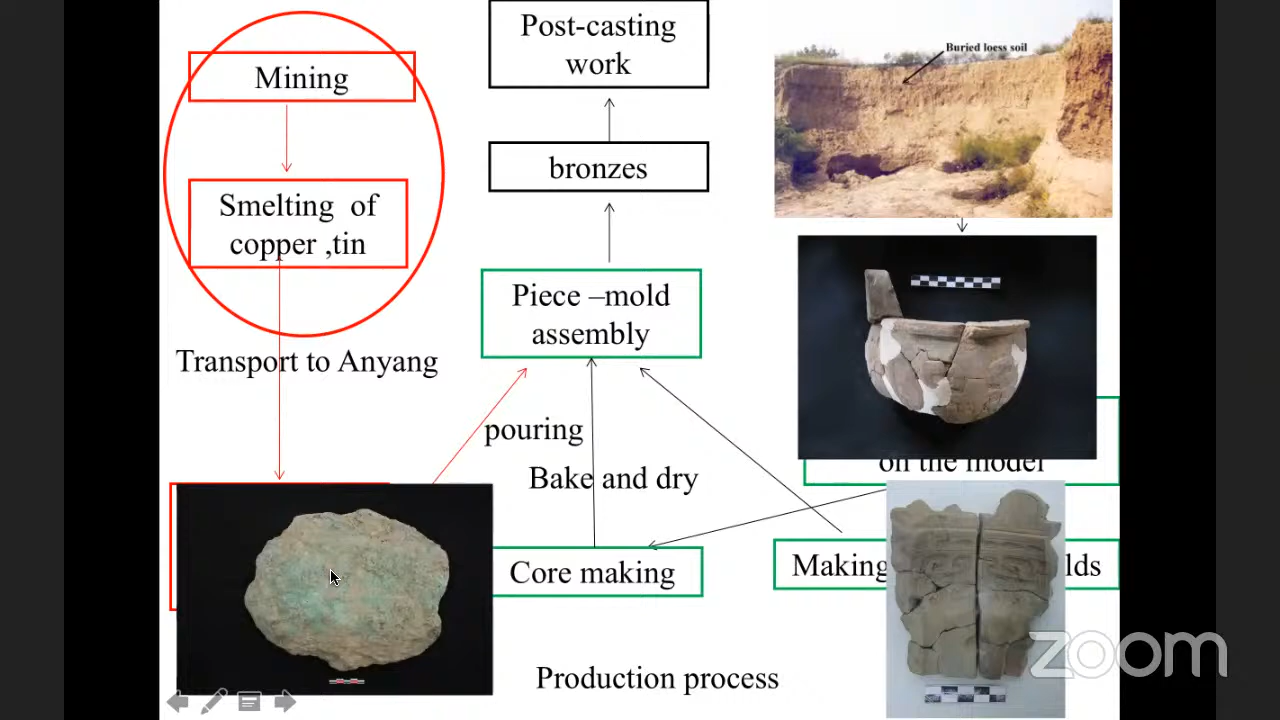 Mining
Smelting of
copper ,tin
Transport to Anyang
Post-casting
work
bronzes
Piece –mold
assembly
pouring
Bake and dry
Core making
Buried loess soil
on the model
Making
lds
Production process
zoom